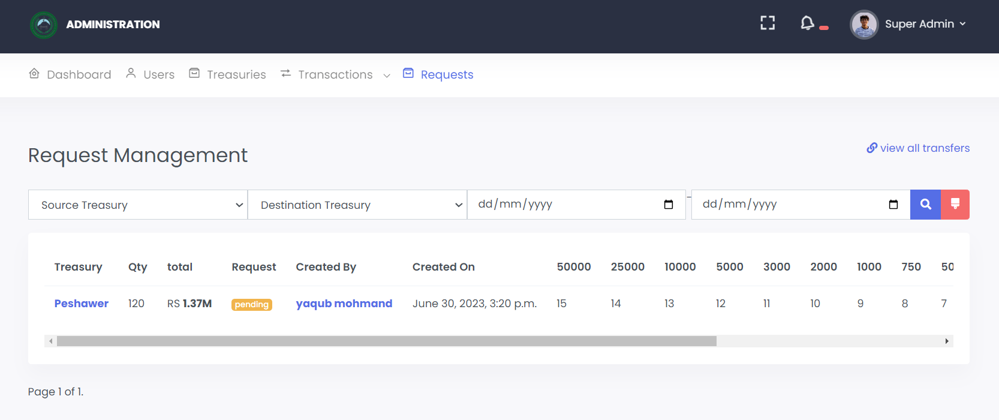 ADMINISTRATION
Super Admin
Dashboard Users Treasuries Transactions Requests
Request Management
view all transfers
Source Treasury Destination Treasury dd/mm/yyyy - dd/mm/yyyy
Treasury Qty total Request Created By Created On 50000 25000 10000 5000 3000 2000 1000 750 50
Peshawer 120 RS 1.37M pending yaqub mohmand June 30, 2023, 3:20 p.m. 15 14 13 12 11 10 9 8 7
Page 1 of 1.